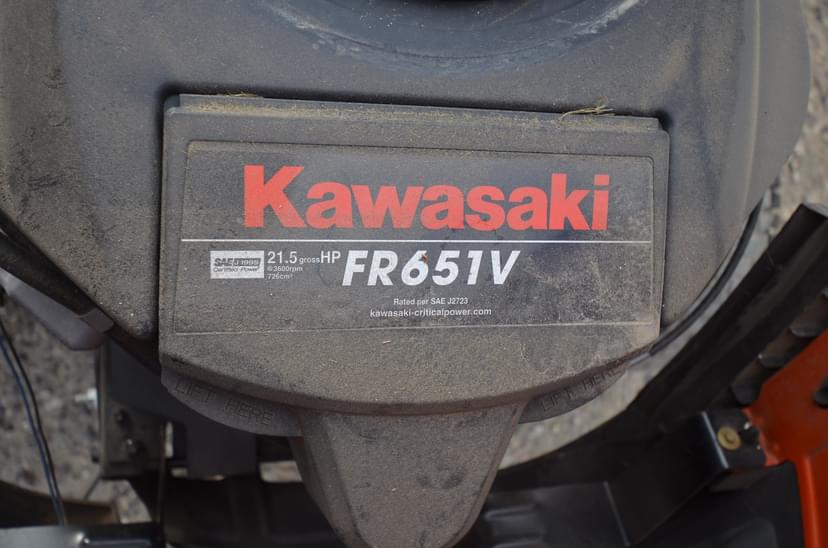 Kawasaki
SAE J1995 21.5 gross HP FR651V
Certified Power @3600rpm
726cm³
Rated per SAE J2723
kawasaki-criticalpower.com
LIFT HERE LIFT HERE